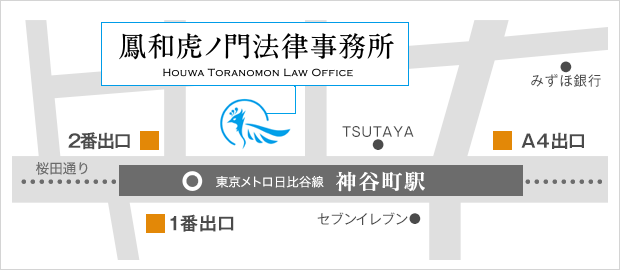 鳳和虎ノ門法律事務所
HOUWA TORANOMON LAW OFFICE
みずほ銀行
TSUTAYA
2番出口
A4出口
桜田通り
東京メトロ日比谷線 神谷町駅
1番出口
セブンイレブン